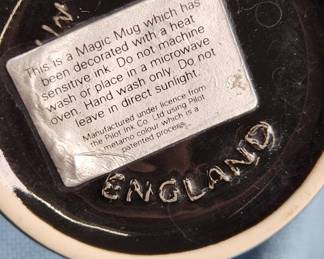 This is a Magic Mug which has
been decorated with a heat
sensitive ink. Do not machine
wash or place in a microwave
oven. Hand wash only. Do not
leave in direct sunlight.
Manufactured under licence from
the Pilot Ink Co. Ltd using Pilot
metamo colour which is a
patented process.
ENGLAND